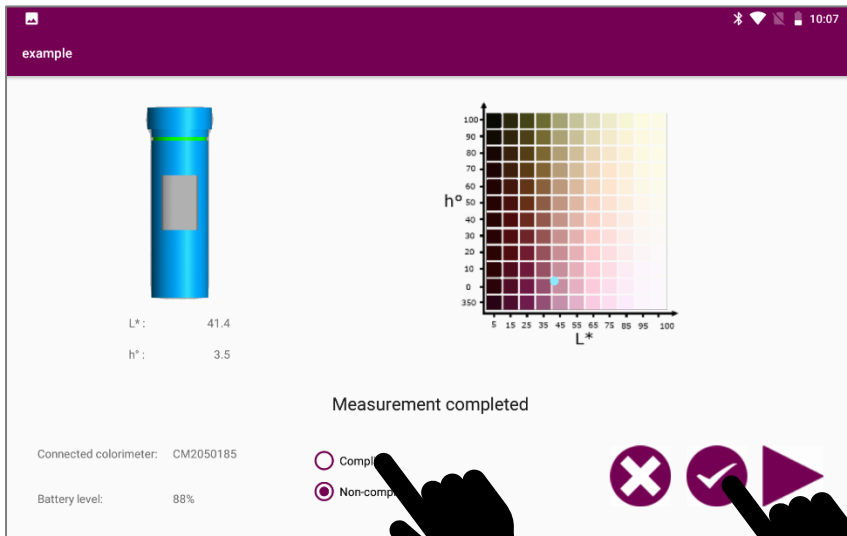 10:07
example
100
90
80
70
60
h° 50
40
30
20
10
0
350
5 15 25 35 45 55 65 75 85 95 100
L*
L*: 41.4
h°: 3.5
Measurement completed
Connected colorimeter: CM2050185
Battery level: 88%